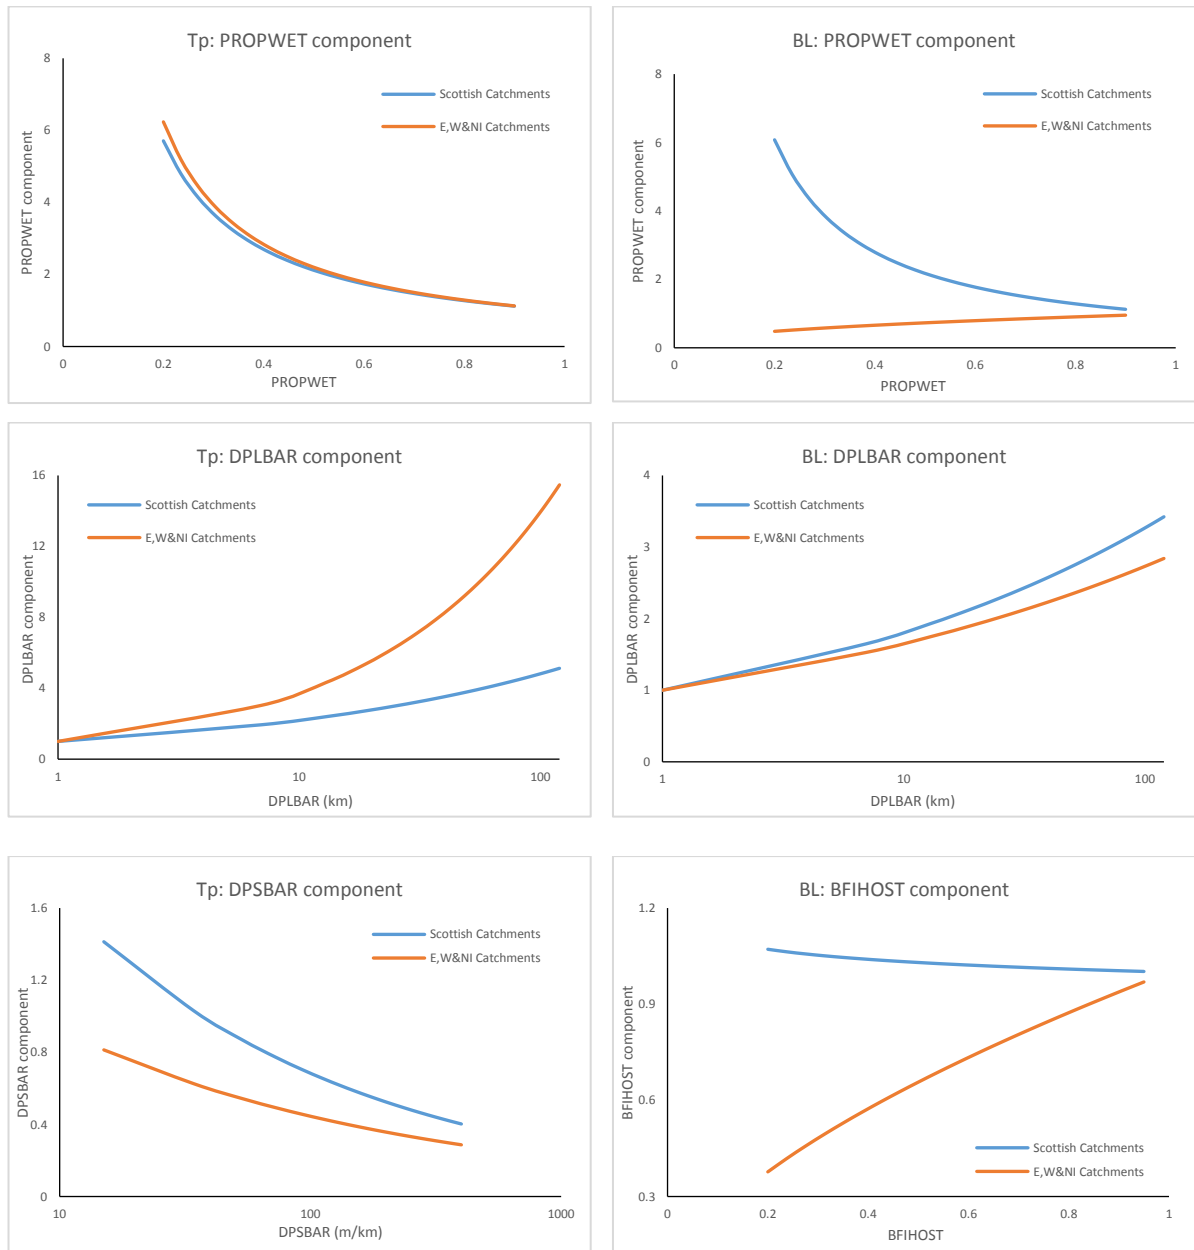 Tp: PROPWET component
8
6
4
2
0
PROPWET component
Scottish Catchments
E,W&NI Catchments
0
0.2
0.4
0.6
0.8
1
PROPWET
BL: PROPWET component
8
6
4
2
0
PROPWET component
Scottish Catchments
E,W&NI Catchments
0
0.2
0.4
0.6
0.8
1
PROPWET
Tp: DPLBAR component
16
12
8
4
0
DPLBAR component
Scottish Catchments
E,W&NI Catchments
1
10
100
DPLBAR (km)
BL: DPLBAR component
4
3
2
1
0
DPLBAR component
Scottish Catchments
E,W&NI Catchments
1
10
100
DPLBAR (km)
Tp: DPSBAR component
1.6
1.2
0.8
0.4
0
DPSBAR component
Scottish Catchments
E,W&NI Catchments
10
100
1000
DPSBAR (m/km)
BL: BFIHOST component
1.2
0.9
0.6
0.3
BFIHOST component
Scottish Catchments
E,W&NI Catchments
0
0.2
0.4
0.6
0.8
1
BFIHOST